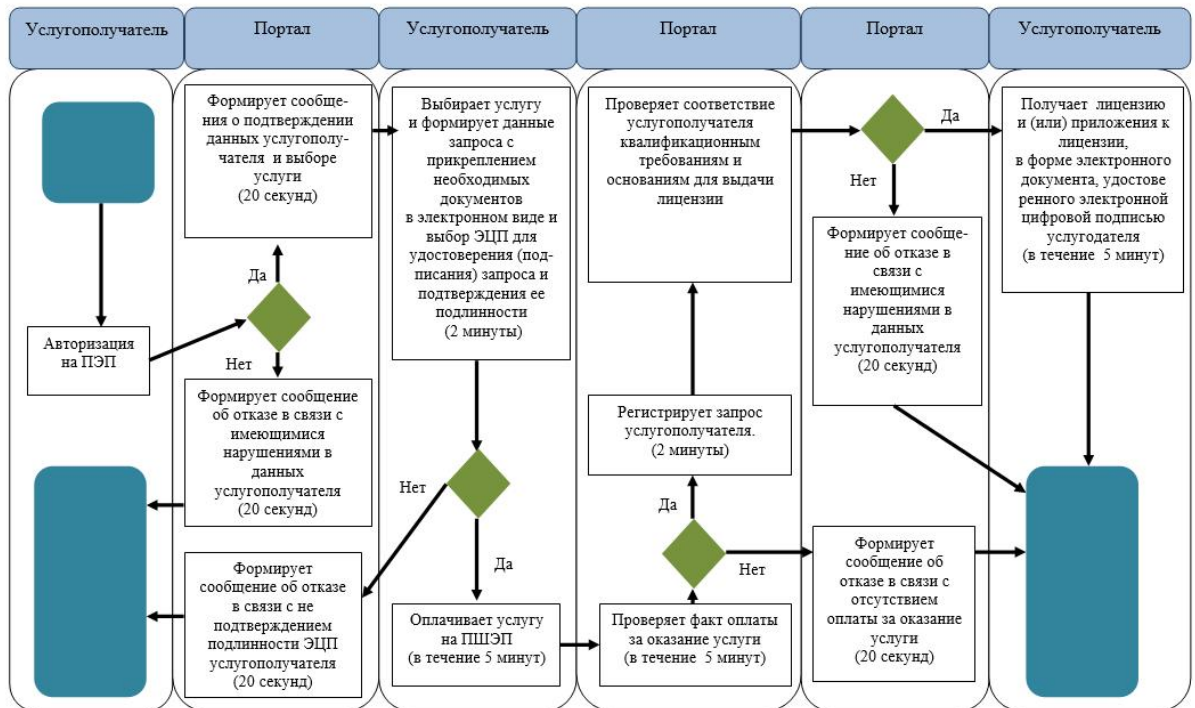 Услугополучатель
Портал
Услугополучатель
Портал
Портал
Услугополучатель
Авторизация
на ПЭП
Формирует сообще-
ния о подтверждении
данных услугополу-
чателя и выборе
услуги
(20 секунд)
Да
Нет
Формирует сообщение
об отказе в связи с
имеющимися
нарушениями в
данных
услугополучателя
(20 секунд)
Формирует
сообщение об отказе
в связи с не
подтверждением
подлинности ЭЦП
услугополучателя
(20 секунд)
Выбирает услугу
и формирует данные
запроса с
прикреплением
необходимых
документов
в электронном виде и
выбор ЭЦП для
удостоверения (под-
писания) запроса и
подтверждения ее
подлинности
(2 минуты)
Нет
Да
Оплачивает услугу
на ПШЭП
(в течение 5 минут)
Проверяет соответствие
услугополучателя
квалификационным
требованиям и
основаниям для выдачи
лицензии
Регистрирует запрос
услугополучателя.
(2 минуты)
Да
Нет
Проверяет факт оплаты
за оказание услуги
(в течение 5 минут)
Да
Нет
Формирует сообще-
ние об отказе в
связи с
имеющимися
нарушениями в
данных
услугополучателя
(20 секунд)
Формирует
сообщение об
отказе в связи с
отсутствием
оплаты за оказание
услуги
(20 секунд)
Получает лицензию
и (или) приложения к
лицензии,
в форме электронного
документа, удостове
ренного электронной
цифровой подписью
услугодателя
(в течение 5 минут)